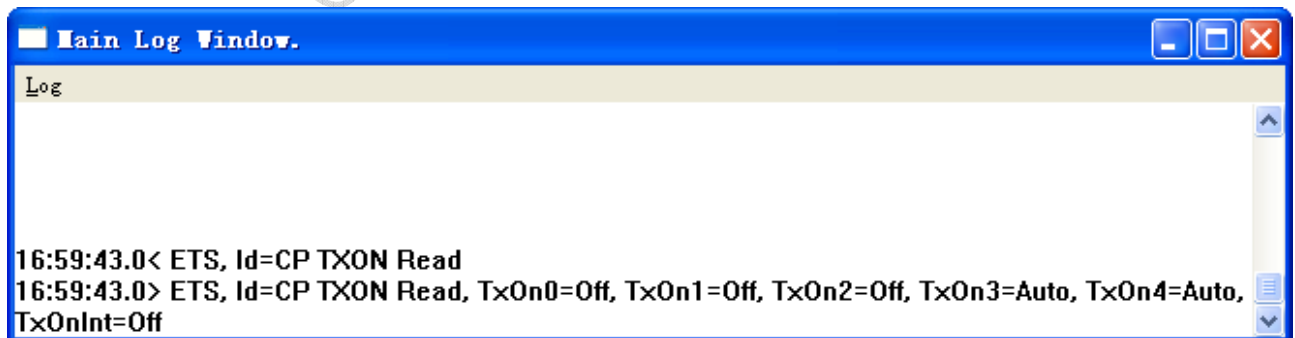 Main Log Window.
Log
16:59:43.0< ETS, Id=CP TXON Read
16:59:43.0> ETS, Id=CP TXON Read, TxOn0=Off, TxOn1=Off, TxOn2=Off, TxOn3=Auto, TxOn4=Auto,
TxOnInt=Off